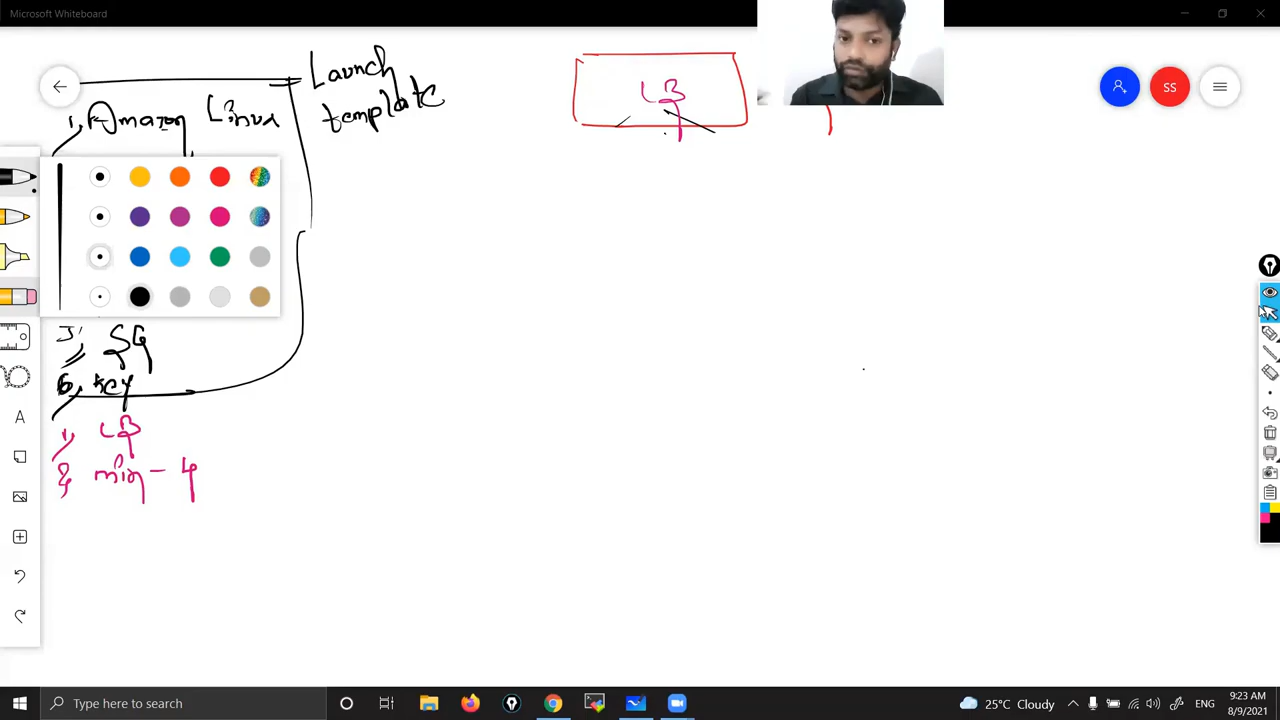 Microsoft Whiteboard
Launch
template
1, Amazon Linux
LB
SS
5, SG
6, key
1, LB
2, min - 4
A
Type here to search
25°C Cloudy
ENG
9:23 AM
8/9/2021